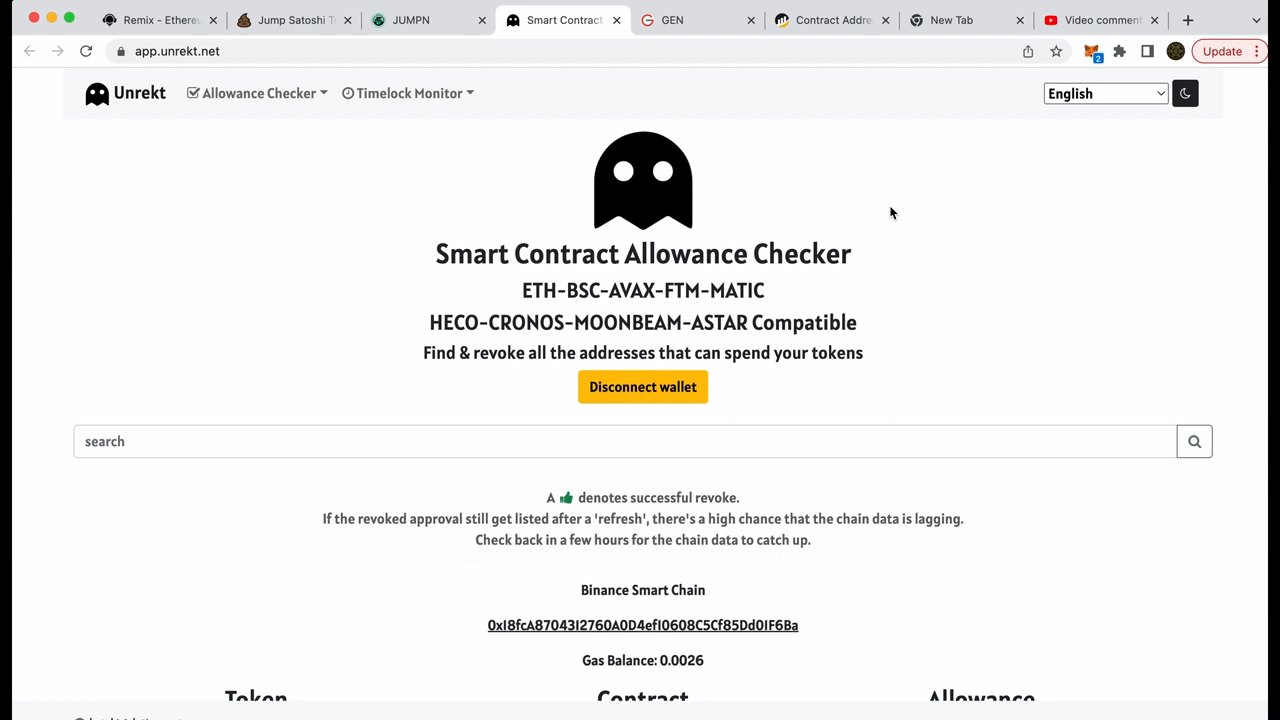 Remix - Ethereu
Jump Satoshi T
JUMPN
Smart Contract
GEN
Contract Addre
New Tab
Video comment
app.unrekt.net
2
Update
Unrekt
Allowance Checker
Timelock Monitor
English
Smart Contract Allowance Checker
ETH-BSC-AVAX-FTM-MATIC
HECO-CRONOS-MOONBEAM-ASTAR Compatible
Find & revoke all the addresses that can spend your tokens
Disconnect wallet
search
A denotes successful revoke.
If the revoked approval still get listed after a 'refresh', there's a high chance that the chain data is lagging.
Check back in a few hours for the chain data to catch up.
Binance Smart Chain
0x18fcA8704312760A0D4ef10608C5Cf85Dd01F6Ba
Gas Balance: 0.0026
Token
Contract
Allowance